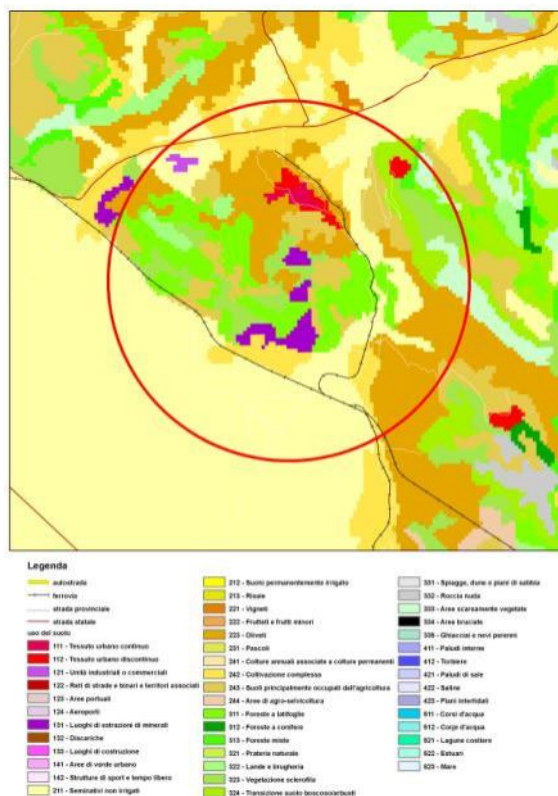 Legenda
autostrada
ferrovia
strada provinciale
strada statale
uso del suolo
111 - Tessuto urbano continuo
112 - Tessuto urbano discontinuo
121 - Unità industriali o commerciali
122 - Reti di strade e binari e territori associati
123 - Aree portuali
124 - Aeroporti
131 - Luoghi di estrazioni di minerali
132 - Discariche
133 - Luoghi di costruzione
141 - Aree di verde urbano
142 - Strutture di sport e tempo libero
211 - Seminativi non irrigati
212 - Suolo permanentemente irrigato
213 - Risaie
221 - Vigneti
222 - Frutteti e frutti minori
223 - Oliveti
231 - Pascoli
241 - Colture annuali associate a colture permanenti
242 - Coltivazione complessa
243 - Suoli principalmente occupati dall'agricoltura
244 - Aree di agro-selvicoltura
311 - Foreste a latifoglie
312 - Foreste a conifere
313 - Foreste miste
321 - Prateria naturale
322 - Lande e brugheria
323 - Vegetazione sclerofila
324 - Transizione suolo boscoso/arbusti
331 - Spiagge, dune e piani di sabbia
332 - Roccia nuda
333 - Aree scarsamente vegetate
334 - Aree bruciate
335 - Ghiacciai e nevi perenni
411 - Paludi interne
412 - Torbiere
421 - Paludi di sale
422 - Saline
423 - Piani intertidali
511 - Corsi d'acqua
512 - Corpi d'acqua
521 - Lagune costiere
522 - Estuari
523 - Mare